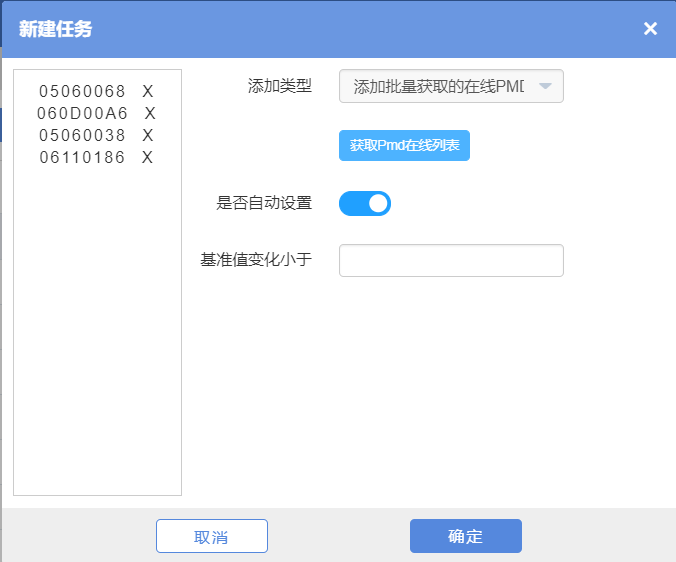 新建任务 ×
05060068 X
060D00A6 X
05060038 X
06110186 X
添加类型 添加批量获取的在线PMD
获取Pmd在线列表
是否自动设置
基准值变化小于
取消 确定